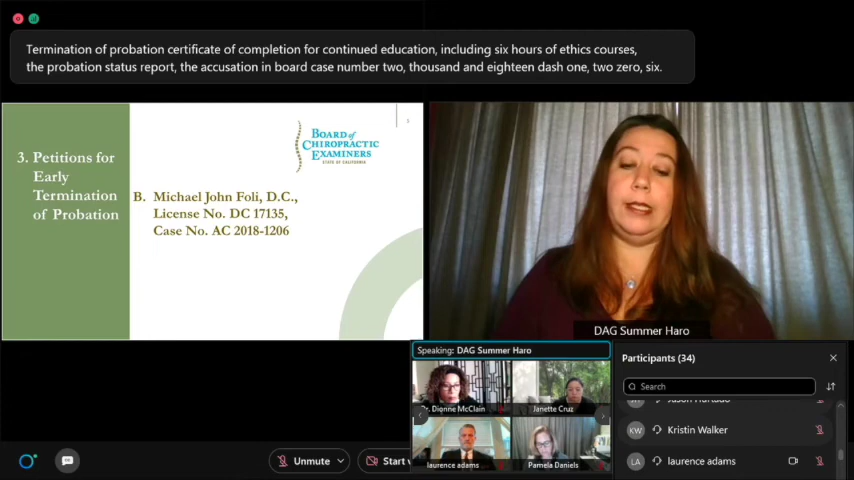 Termination of probation certificate of completion for continued education, including six hours of ethics courses,
the probation status report, the accusation in board case number two, thousand and eighteen dash one, two zero, six.
3. Petitions for
Early
Termination
of Probation
BOARD of
CHIROPRACTIC
EXAMINERS
STATE OF CALIFORNIA
B. Michael John Foli, D.C.,
License No. DC 17135,
Case No. AC 2018-1206
DAG Summer Haro
Speaking: DAG Summer Haro
Dr. Dionne McClain
Janette Cruz
laurence adams
Pamela Daniels
Participants (34)
Search
Jason Hurtado
KW Kristin Walker
LA laurence adams
Unmute
Start